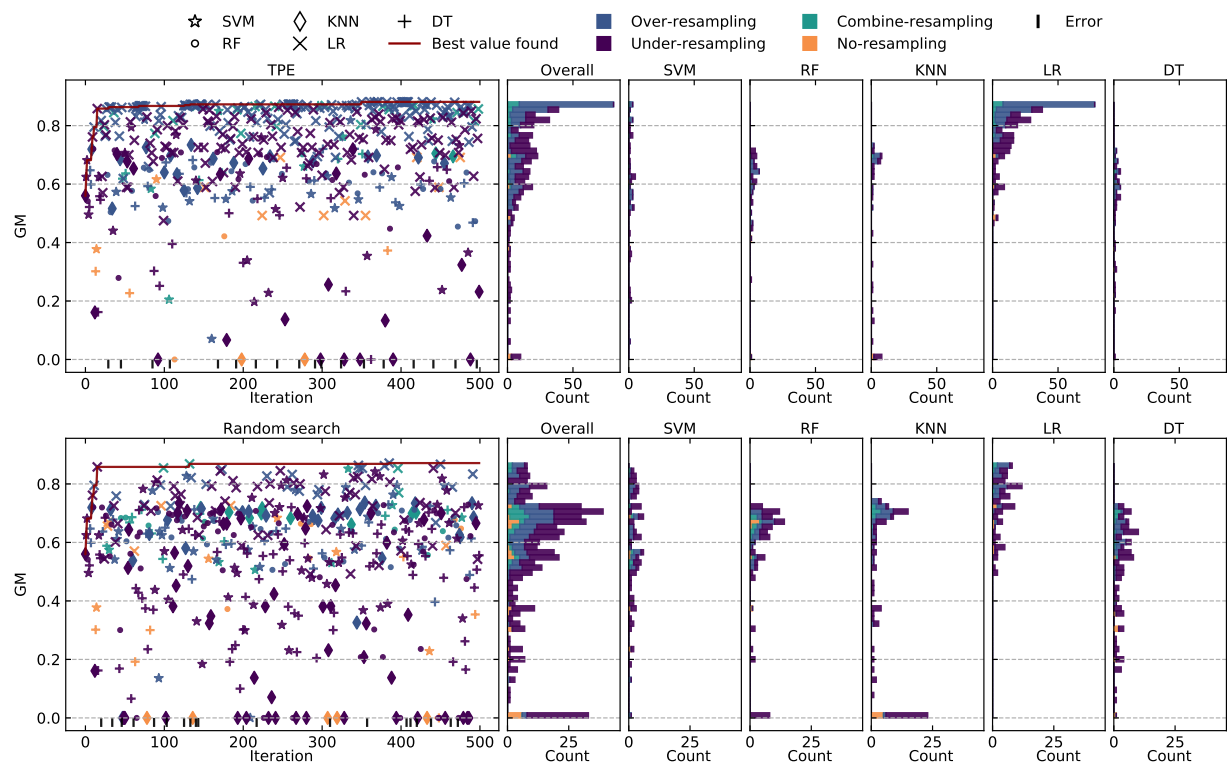 SVM KNN DT Over-resampling Combine-resampling Error
RF LR Best value found Under-resampling No-resampling
TPE Overall SVM RF KNN LR DT
GM
0.8
0.6
0.4
0.2
0.0
0 100 200 300 400 500 0 50 0 50 0 50 0 50 0 50 0 50
Iteration Count Count Count Count Count Count
Random search Overall SVM RF KNN LR DT
GM
0.8
0.6
0.4
0.2
0.0
0 100 200 300 400 500 0 25 0 25 0 25 0 25 0 25 0 25
Iteration Count Count Count Count Count Count